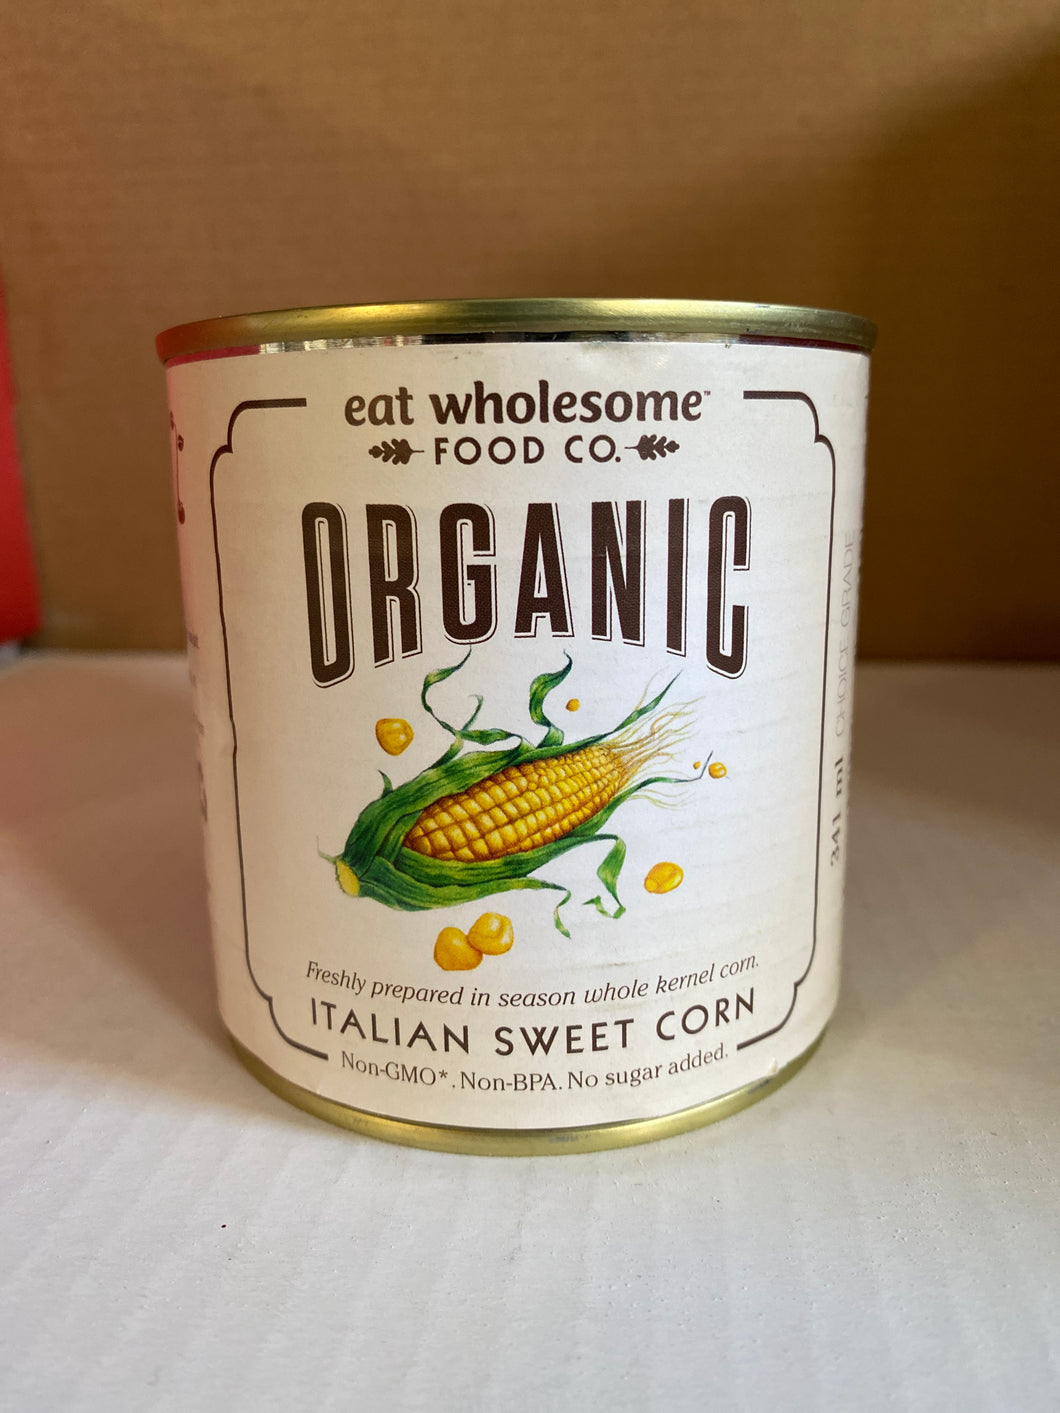 eat wholesome™
FOOD CO.
ORGANIC
Freshly prepared in season whole kernel corn.
ITALIAN SWEET CORN
Non-GMO*. Non-BPA. No sugar added.
341 ml CHOICE GRADE